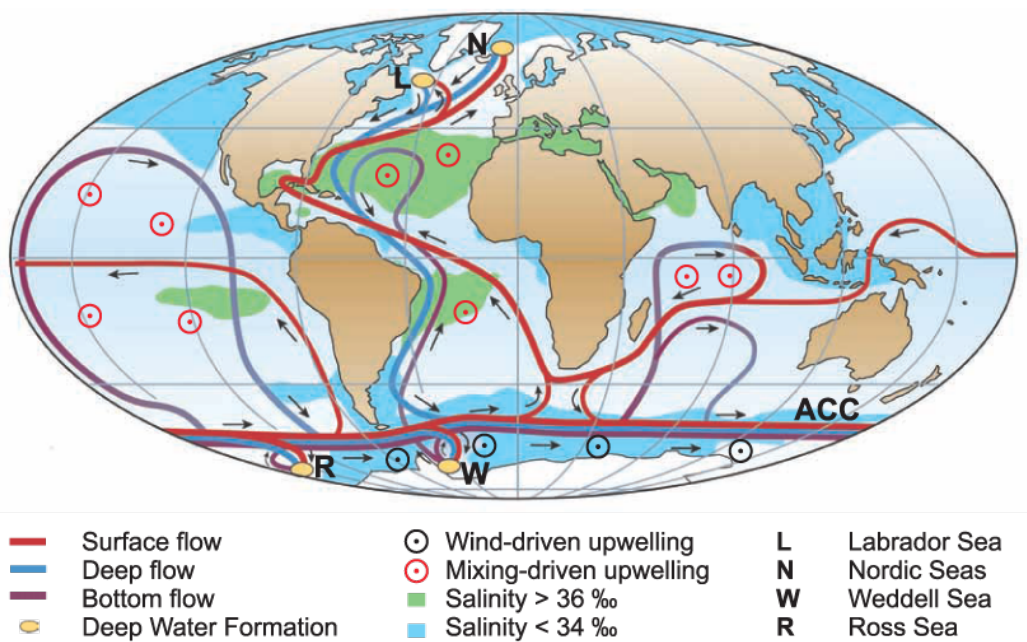 N
L
ACC
R
W
Surface flow
Deep flow
Bottom flow
Deep Water Formation
Wind-driven upwelling
Mixing-driven upwelling
Salinity > 36 ‰
Salinity < 34 ‰
L Labrador Sea
N Nordic Seas
W Weddell Sea
R Ross Sea